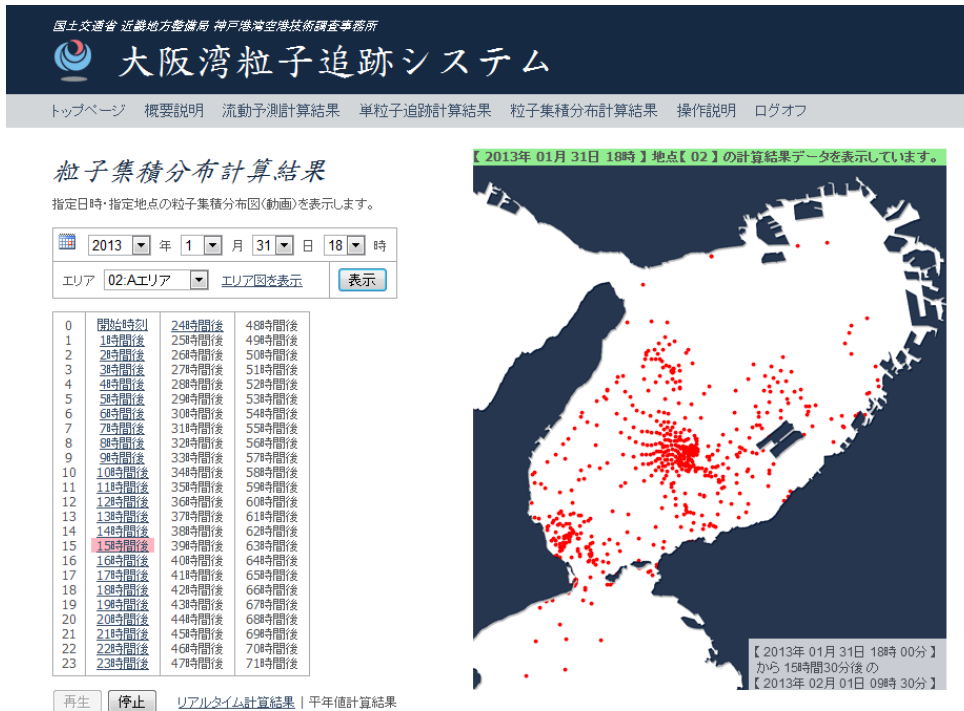 国土交通省 近畿地方整備局 神戸港湾空港技術調査事務所
大阪湾粒子追跡システム
トップページ 概要説明 流動予測計算結果 単粒子追跡計算結果 粒子集積分布計算結果 操作説明 ログオフ
粒子集積分布計算結果
指定日時・指定地点の粒子集積分布図(動画)を表示します。
2013 年 1 月 31 日 18 時
エリア 02:Aエリア エリア図を表示 表示
0 開始時刻 24時間後 48時間後
1 1時間後 25時間後 49時間後
2 2時間後 26時間後 50時間後
3 3時間後 27時間後 51時間後
4 4時間後 28時間後 52時間後
5 5時間後 29時間後 53時間後
6 6時間後 30時間後 54時間後
7 7時間後 31時間後 55時間後
8 8時間後 32時間後 56時間後
9 9時間後 33時間後 57時間後
10 10時間後 34時間後 58時間後
11 11時間後 35時間後 59時間後
12 12時間後 36時間後 60時間後
13 13時間後 37時間後 61時間後
14 14時間後 38時間後 62時間後
15 15時間後 39時間後 63時間後
16 16時間後 40時間後 64時間後
17 17時間後 41時間後 65時間後
18 18時間後 42時間後 66時間後
19 19時間後 43時間後 67時間後
20 20時間後 44時間後 68時間後
21 21時間後 45時間後 69時間後
22 22時間後 46時間後 70時間後
23 23時間後 47時間後 71時間後
再生 停止 リアルタイム計算結果 | 平年値計算結果
【 2013年 01月 31日 18時 】地点【 02 】の計算結果データを表示しています。
【 2013年 01月 31日 18時 00分 】
から 15時間30分後 の
【 2013年 02月 01日 09時 30分 】